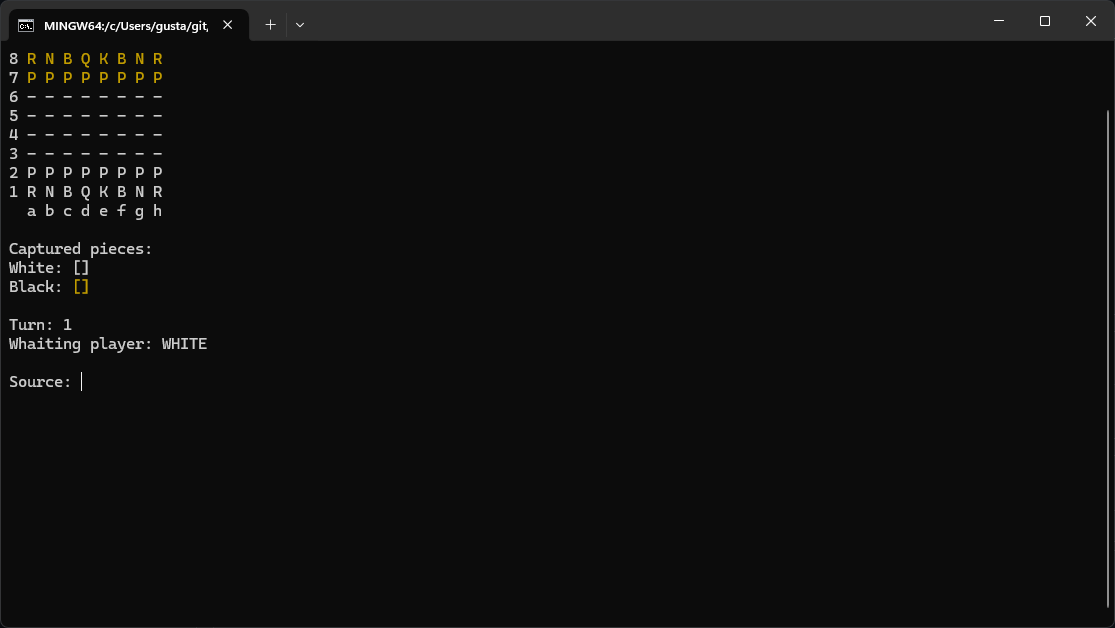 MINGW64:/c/Users/gusta/git,
8 R N B Q K B N R
7 P P P P P P P P
6 - - - - - - - -
5 - - - - - - - -
4 - - - - - - - -
3 - - - - - - - -
2 P P P P P P P P
1 R N B Q K B N R
a b c d e f g h
Captured pieces:
White: []
Black: []
Turn: 1
Whaiting player: WHITE
Source: